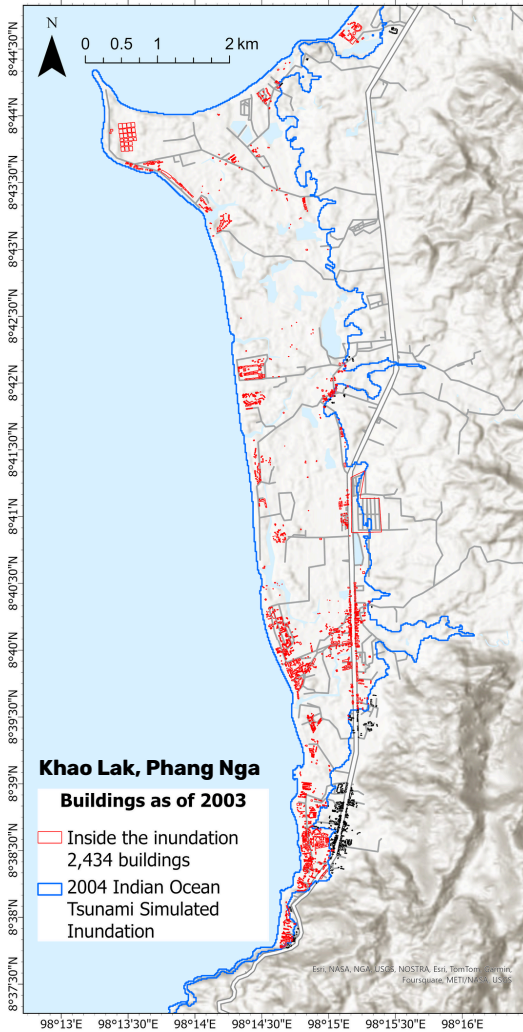 N
0 0.5 1 2 km
8°44'30"N
8°44'N
8°43'30"N
8°43'N
8°42'30"N
8°42'N
8°41'30"N
8°41'N
8°40'30"N
8°40'N
8°39'30"N
8°39'N
8°38'30"N
8°38'N
8°37'30"N
Khao Lak, Phang Nga
Buildings as of 2003
Inside the inundation
2,434 buildings
2004 Indian Ocean
Tsunami Simulated
Inundation
Esri, NASA, NGA, USGS, NOSTRA, Esri, TomTom, Garmin,
Foursquare, METI/NASA, USGS
98°13'E 98°13'30"E 98°14'E 98°14'30"E 98°15'E 98°15'30"E 98°16'E